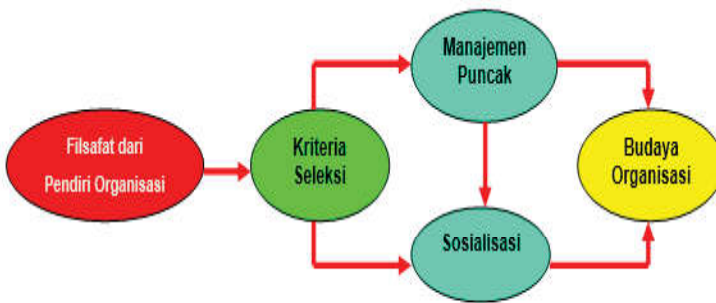 Filsafat dari
Pendiri Organisasi
Kriteria
Seleksi
Manajemen
Puncak
Sosialisasi
Budaya
Organisasi